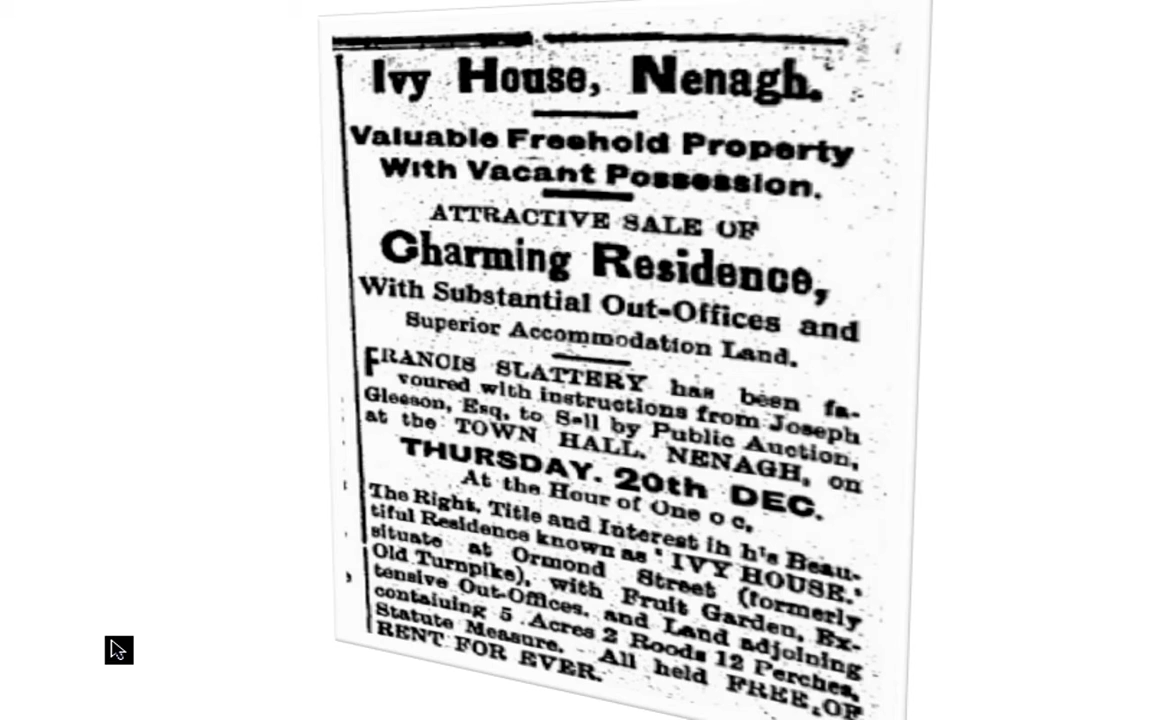 Ivy House, Nenagh.
Valuable Freehold Property
With Vacant Possession.
ATTRACTIVE SALE OF
Charming Residence,
With Substantial Out-Offices and
Superior Accommodation Land.
FRANCIS SLATTERY has been fa-
voured with instructions from Joseph
Gleeson, Esq, to Sell by Public Auction,
at the TOWN HALL, NENAGH, on
THURSDAY. 20th DEC.
At the Hour of One o c.
The Right, Title and Interest in his Beau-
tiful Residence known as ' IVY HOUSE.'
situate at Ormond Street (formerly
Old Turnpike), with Fruit Garden, Ex-
tensive Out-Offices. and Land adjoining
containing 5 Acres 2 Roods 12 Perches,
Statute Measure. All held FREE OF
RENT FOR EVER.